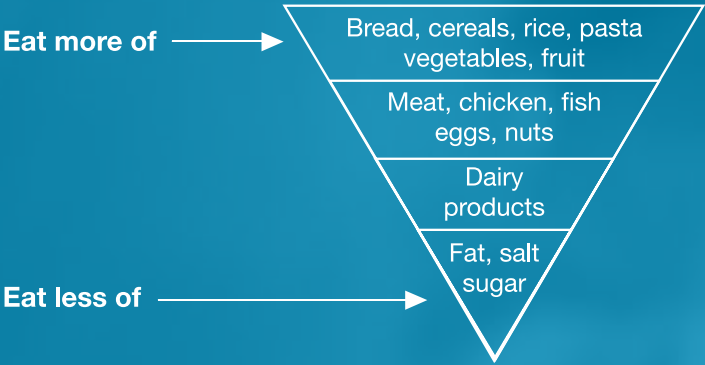 Eat more of
Bread, cereals, rice, pasta
vegetables, fruit
Meat, chicken, fish
eggs, nuts
Dairy
products
Fat, salt
sugar
Eat less of